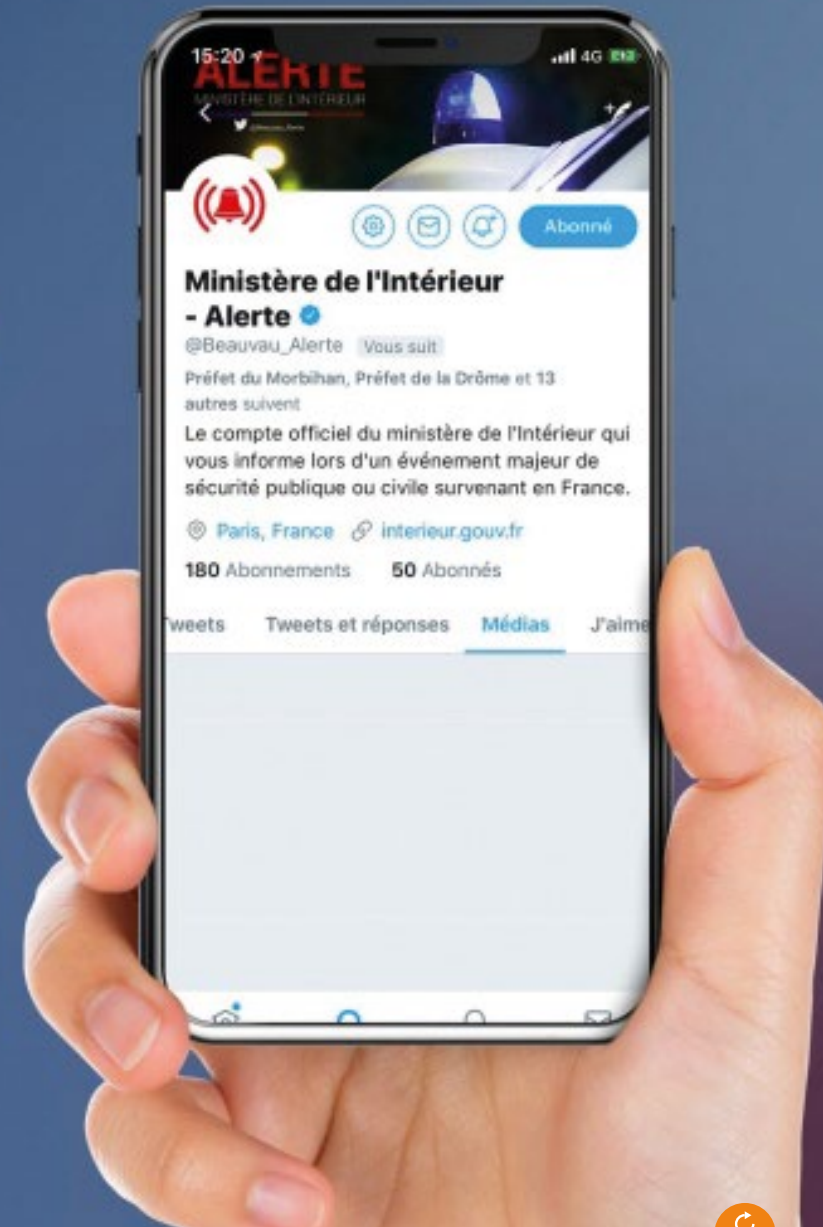 15:20
4G
ALERTE
MINISTÈRE DE L'INTÉRIEUR
Abonné
Ministère de l'Intérieur
- Alerte
@Beauvau_Alerte Vous suit
Préfet du Morbihan, Préfet de la Drôme et 13
autres suivent
Le compte officiel du ministère de l'Intérieur qui
vous informe lors d'un événement majeur de
sécurité publique ou civile survenant en France.
Paris, France interieur.gouv.fr
180 Abonnements 50 Abonnés
Tweets Tweets et réponses Médias J'aime